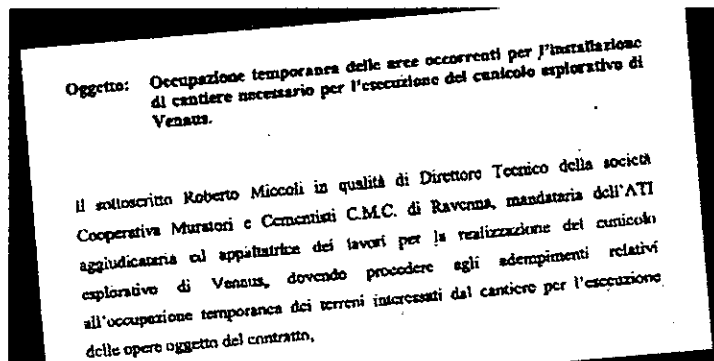 Oggetto: Occupazione temporanea delle aree occorrenti per l'installazione
di cantiere necessario per l'esecuzione del cunicolo esplorativo di
Venaus.
Il sottoscritto Roberto Miccoli in qualità di Direttore Tecnico della società
Cooperativa Muratori e Cementisti C.M.C. di Ravenna, mandataria dell'ATI
aggiudicataria ed appaltatrice dei lavori per la realizzazione del cunicolo
esplorativo di Venaus, dovendo procedere agli adempimenti relativi
all'occupazione temporanea dei terreni interessati dal cantiere per l'esecuzione
delle opere oggetto del contratto,